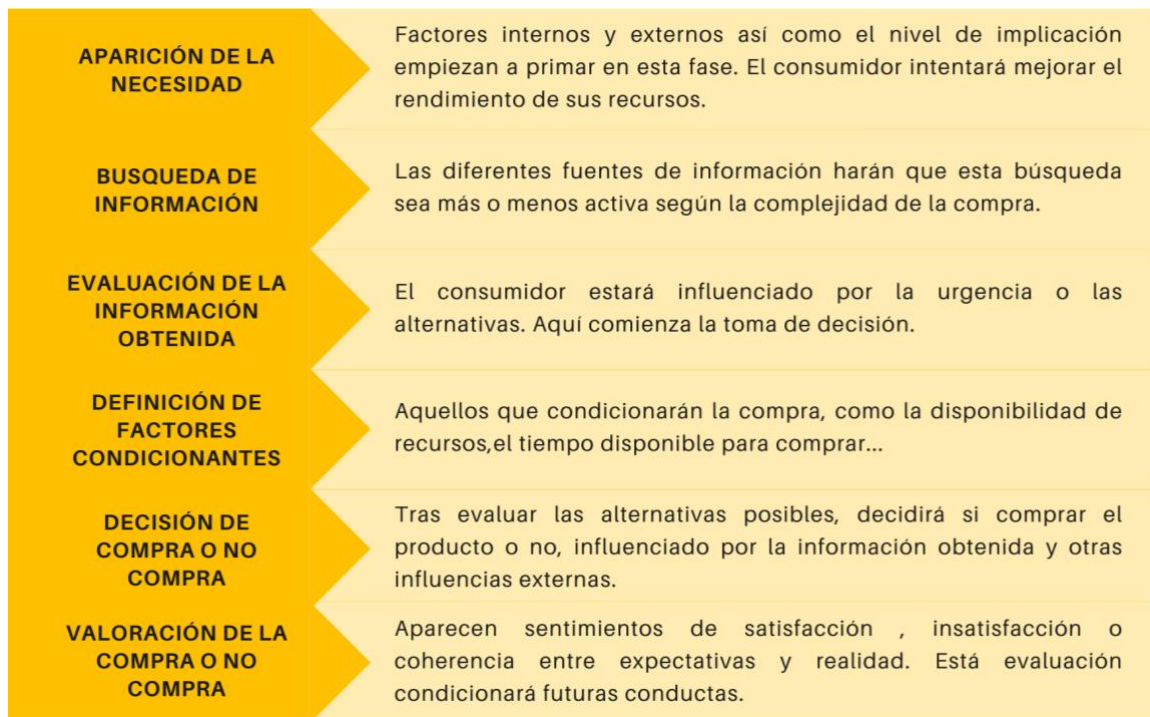 APARICIÓN DE LA
NECESIDAD
Factores internos y externos así como el nivel de implicación
empiezan a primar en esta fase. El consumidor intentará mejorar el
rendimiento de sus recursos.
BUSQUEDA DE
INFORMACIÓN
Las diferentes fuentes de información harán que esta búsqueda
sea más o menos activa según la complejidad de la compra.
EVALUACIÓN DE LA
INFORMACIÓN
OBTENIDA
El consumidor estará influenciado por la urgencia o las
alternativas. Aquí comienza la toma de decisión.
DEFINICIÓN DE
FACTORES
CONDICIONANTES
Aquellos que condicionarán la compra, como la disponibilidad de
recursos,el tiempo disponible para comprar...
DECISIÓN DE
COMPRA O NO
COMPRA
Tras evaluar las alternativas posibles, decidirá si comprar el
producto o no, influenciado por la información obtenida y otras
influencias externas.
VALORACIÓN DE LA
COMPRA O NO
COMPRA
Aparecen sentimientos de satisfacción , insatisfacción o
coherencia entre expectativas y realidad. Está evaluación
condicionará futuras conductas.